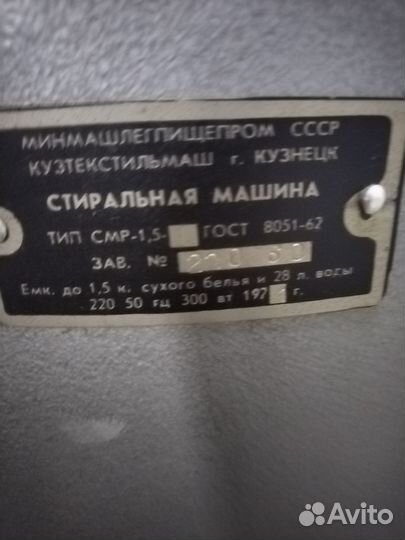 МИНМАШЛЕГПИЩЕПРОМ СССР
КУЗТЕКСТИЛЬМАШ г. КУЗНЕЦК
СТИРАЛЬНАЯ МАШИНА
ТИП СМР-1,5- ГОСТ 8051-62
ЗАВ. №
Емк. до 1,5 к. сухого белья и 28 л. воды
220 50 гц 300 вт 197 г.
Avito